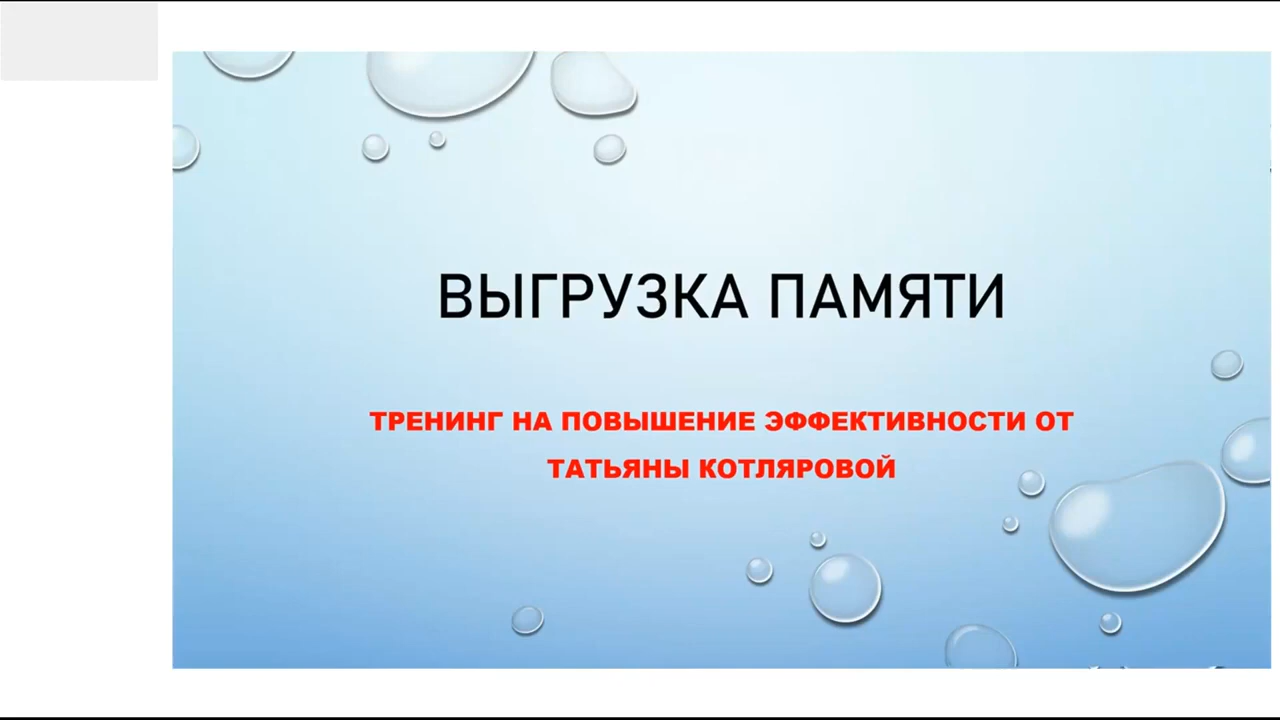 ВЫГРУЗКА ПАМЯТИ
ТРЕНИНГ НА ПОВЫШЕНИЕ ЭФФЕКТИВНОСТИ ОТ
ТАТЬЯНЫ КОТЛЯРОВОЙ